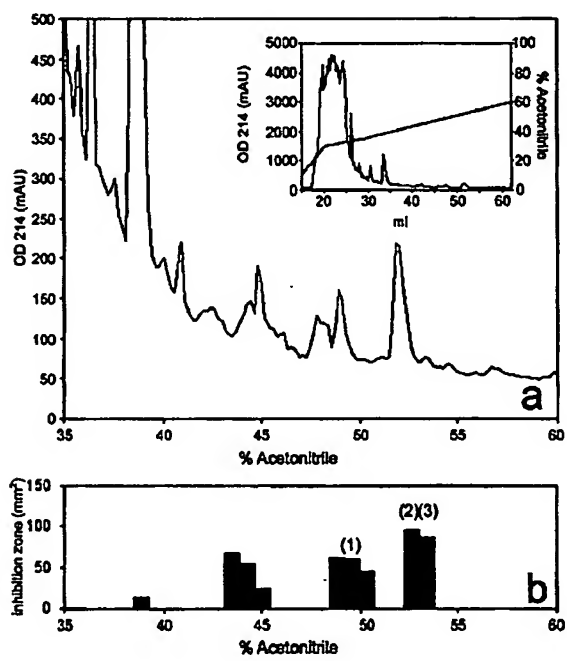 500
450
400
350
300
250
200
150
100
50
0
OD 214 (mAU)
35 40 45 50 55 60
% Acetonitrile
a
5000
4000
3000
2000
1000
0
OD 214 (mAU)
100
80
60
40
20
0
% Acetonitrile
20 30 40 50 60
ml
150
100
50
0
Inhibition zone (mm²)
(1)
(2)(3)
b
35 40 45 50 55 60
% Acetonitrile